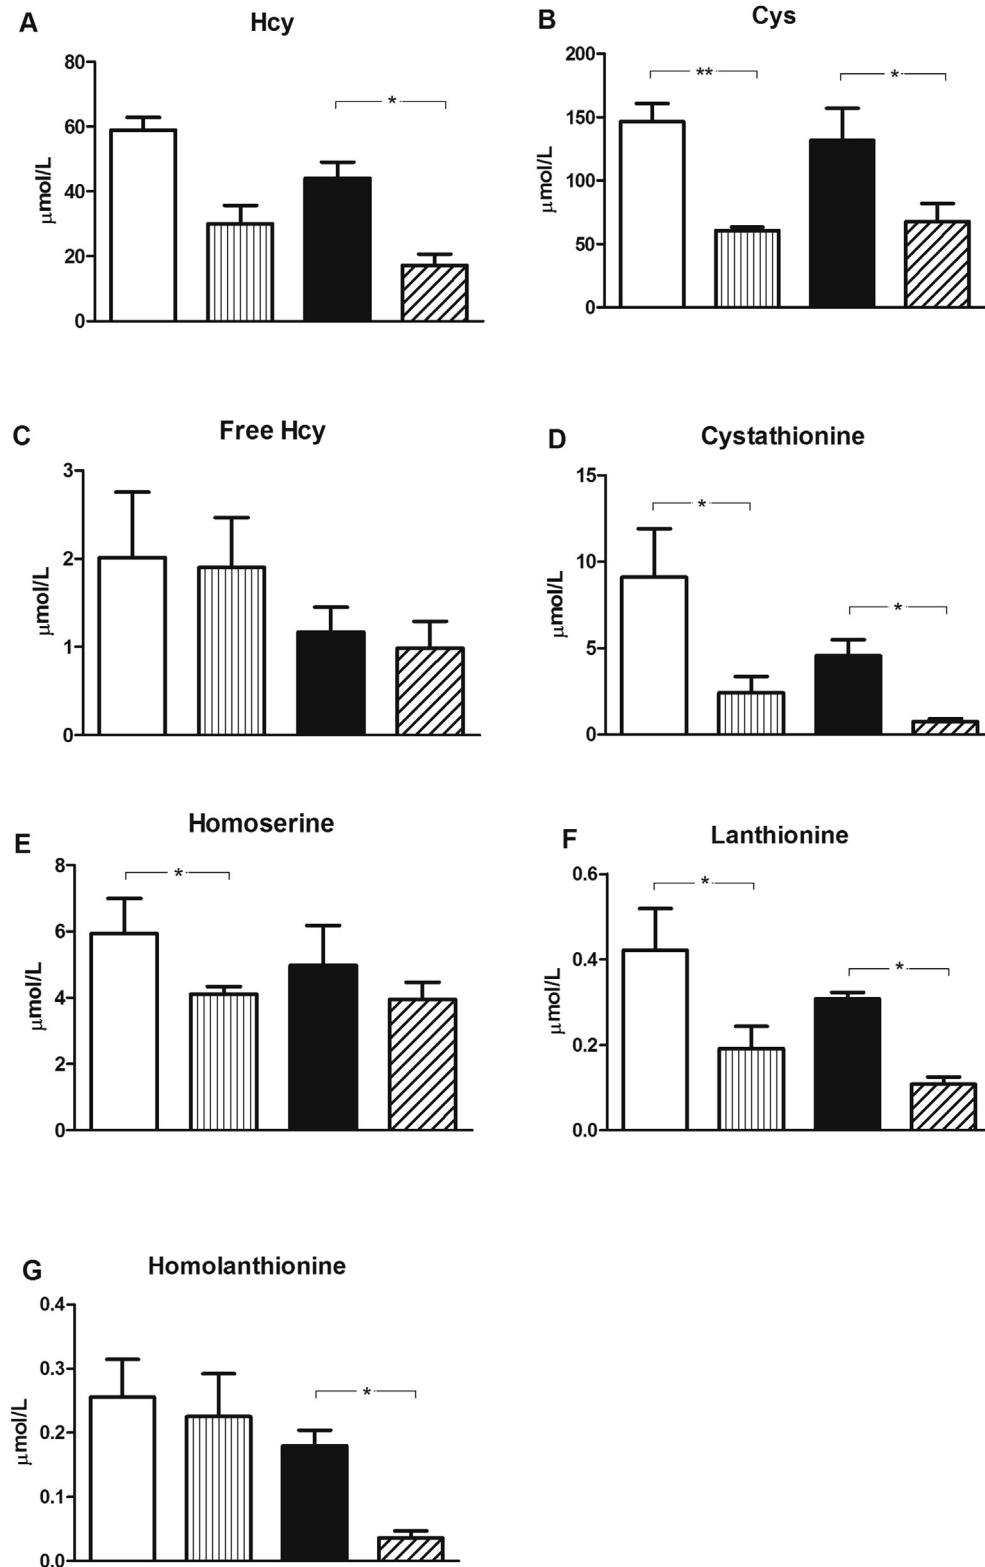 A
Hcy
μmol/L
80
60
40
20
0
*
B
Cys
μmol/L
200
150
100
50
0
**
*
C
Free Hcy
μmol/L
3
2
1
0
D
Cystathionine
μmol/L
15
10
5
0
*
*
E
Homoserine
μmol/L
8
6
4
2
0
*
F
Lanthionine
μmol/L
0.6
0.4
0.2
0.0
*
*
G
Homolanthionine
μmol/L
0.4
0.3
0.2
0.1
0.0
*